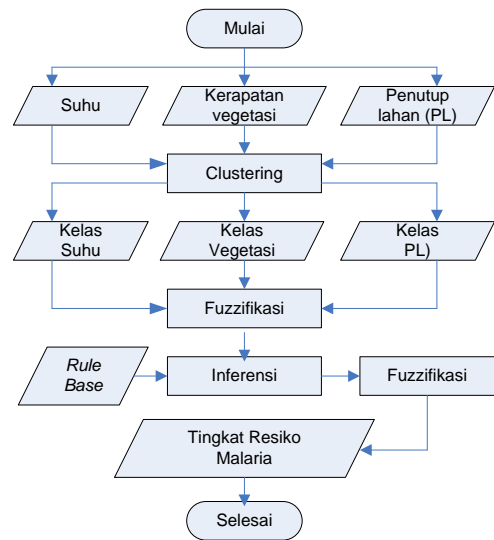 Mulai
Suhu
Kerapatan
vegetasi
Penutup
lahan (PL)
Clustering
Kelas
Suhu
Kelas
Vegetasi
Kelas
PL)
Fuzzifikasi
Rule
Base
Inferensi
Fuzzifikasi
Tingkat Resiko
Malaria
Selesai